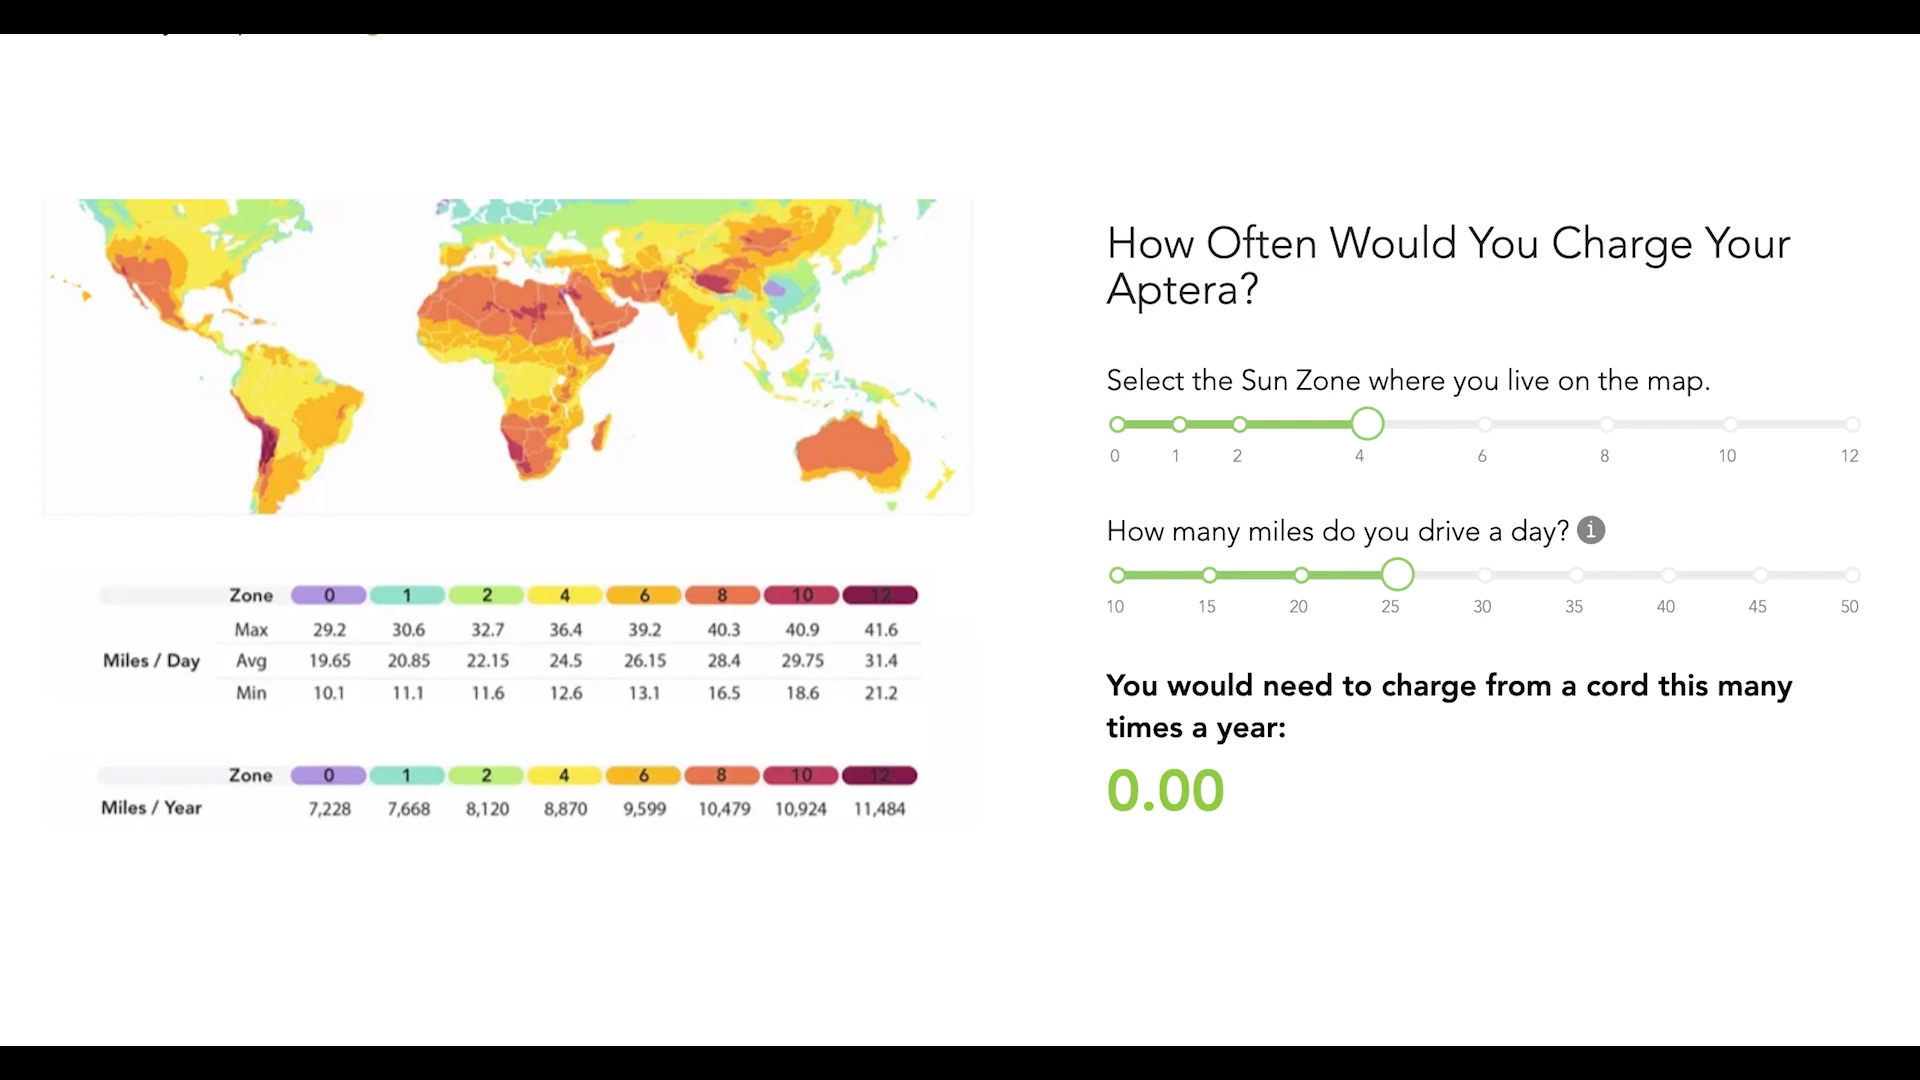 How Often Would You Charge Your
Aptera?
Select the Sun Zone where you live on the map.
0 1 2 4 6 8 10 12
How many miles do you drive a day? i
10 15 20 25 30 35 40 45 50
You would need to charge from a cord this many
times a year:
0.00
Zone 0 1 2 4 6 8 10 12
Max 29.2 30.6 32.7 36.4 39.2 40.3 40.9 41.6
Miles / Day Avg 19.65 20.85 22.15 24.5 26.15 28.4 29.75 31.4
Min 10.1 11.1 11.6 12.6 13.1 16.5 18.6 21.2
Zone 0 1 2 4 6 8 10 12
Miles / Year 7,228 7,668 8,120 8,870 9,599 10,479 10,924 11,484